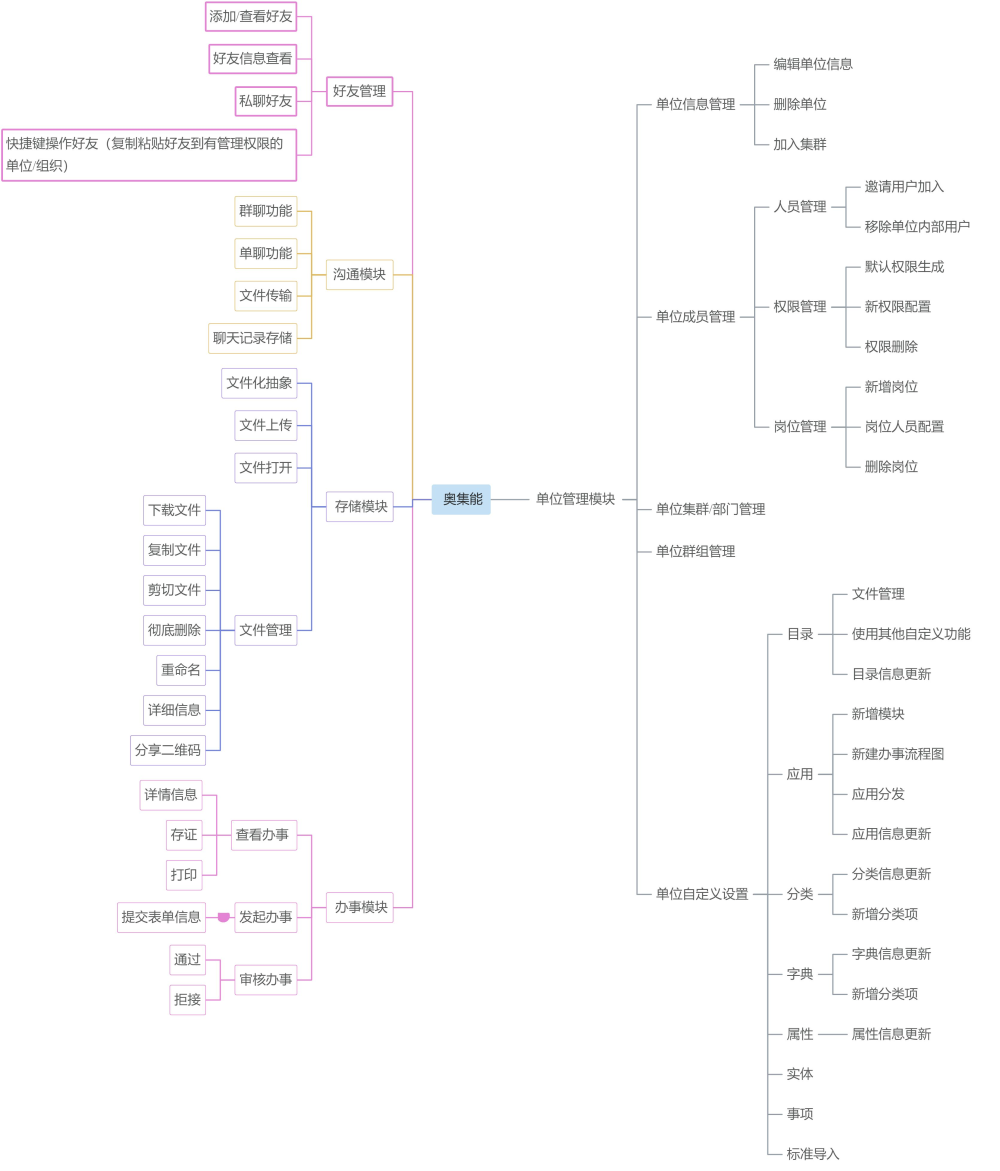 奥集能
好友管理
添加/查看好友
好友信息查看
私聊好友
快捷键操作好友（复制粘贴好友到有管理权限的
单位/组织）
沟通模块
群聊功能
单聊功能
文件传输
聊天记录存储
存储模块
文件化抽象
文件上传
文件打开
文件管理
下载文件
复制文件
剪切文件
彻底删除
重命名
详细信息
分享二维码
办事模块
查看办事
详情信息
存证
打印
发起办事
提交表单信息
审核办事
通过
拒接
单位管理模块
单位信息管理
编辑单位信息
删除单位
加入集群
单位成员管理
人员管理
邀请用户加入
移除单位内部用户
权限管理
默认权限生成
新权限配置
权限删除
岗位管理
新增岗位
岗位人员配置
删除岗位
单位集群/部门管理
单位群组管理
单位自定义设置
目录
文件管理
使用其他自定义功能
目录信息更新
应用
新增模块
新建办事流程图
应用分发
应用信息更新
分类
分类信息更新
新增分类项
字典
字典信息更新
新增分类项
属性
属性信息更新
实体
事项
标准导入